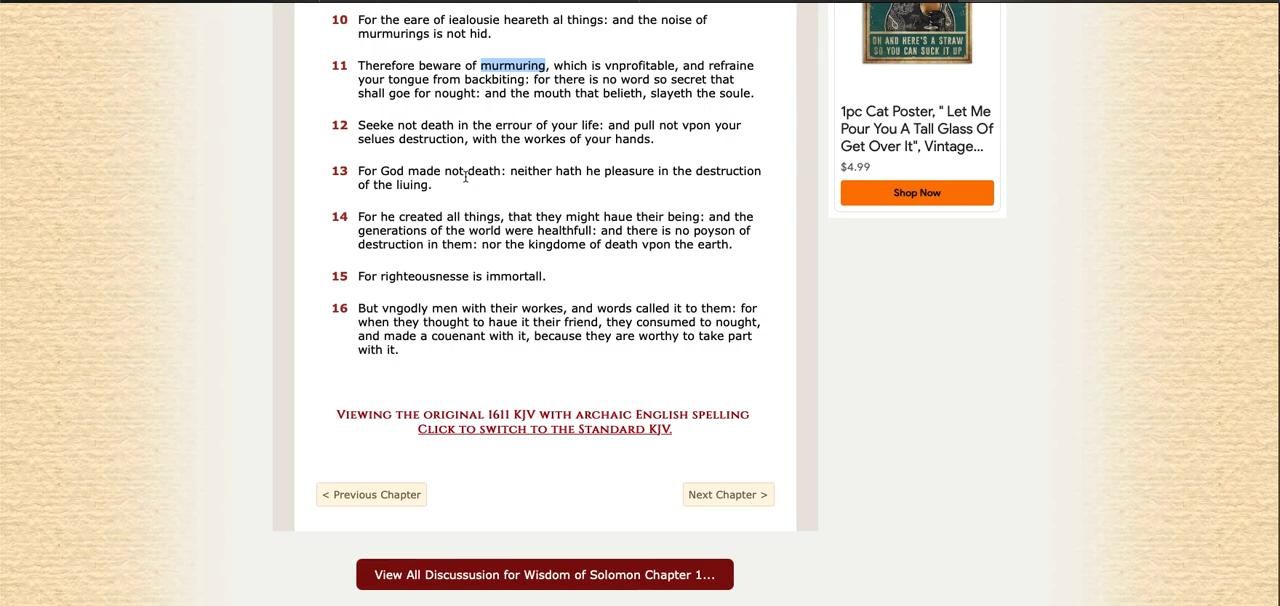 10 For the eare of iealousie heareth al things: and the noise of
murmurings is not hid.
11 Therefore beware of murmuring, which is vnprofitable, and refraine
your tongue from backbiting: for there is no word so secret that
shall goe for nought: and the mouth that belieth, slayeth the soule.
12 Seeke not death in the errour of your life: and pull not vpon your
selues destruction, with the workes of your hands.
13 For God made not death: neither hath he pleasure in the destruction
of the liuing.
14 For he created all things, that they might haue their being: and the
generations of the world were healthfull: and there is no poyson of
destruction in them: nor the kingdome of death vpon the earth.
15 For righteousnesse is immortall.
16 But vngodly men with their workes, and words called it to them: for
when they thought to haue it their friend, they consumed to nought,
and made a couenant with it, because they are worthy to take part
with it.
Viewing the original 1611 KJV with archaic English spelling
Click to switch to the Standard KJV.
< Previous Chapter
Next Chapter >
View All Discussusion for Wisdom of Solomon Chapter 1...
OH AND HERE'S A STRAW
SO YOU CAN SUCK IT UP
1pc Cat Poster, " Let Me
Pour You A Tall Glass Of
Get Over It", Vintage...
$4.99
Shop Now